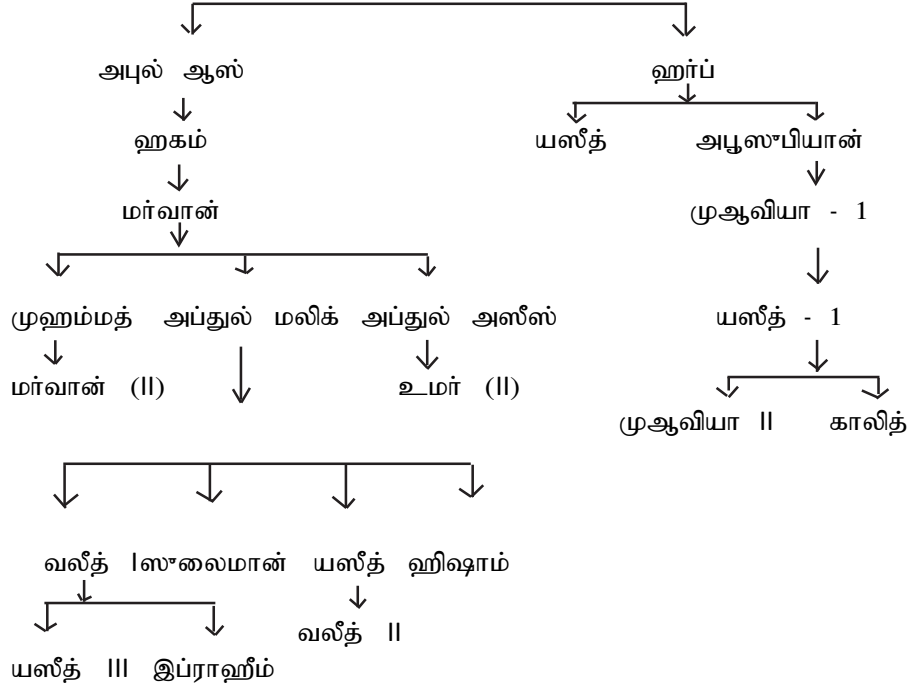 அபுல் ஆஸ் ஹர்ப்
ஹகம் யஸீத் அபூஸுபியான்
மர்வான் முஆவியா - 1
முஹம்மத் அப்துல் மலிக் அப்துல் அஸீஸ் யஸீத் - 1
மர்வான் (II) உமர் (II)
முஆவியா II காலித்
வலீத் Iஸுலைமான் யஸீத் ஹிஷாம்
வலீத் II
யஸீத் III இப்ராஹீம்